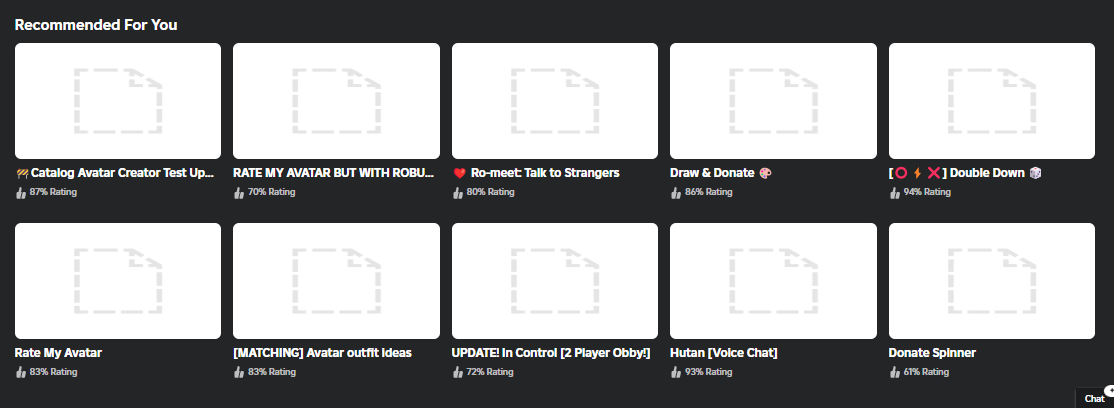 Recommended For You
🚧 Catalog Avatar Creator Test Up...
87% Rating
RATE MY AVATAR BUT WITH ROBU...
70% Rating
❤️ Ro-meet: Talk to Strangers
80% Rating
Draw & Donate 🎨
86% Rating
[⭕⚡❌] Double Down 🎲
94% Rating
Rate My Avatar
83% Rating
[MATCHING] Avatar outfit ideas
83% Rating
UPDATE! In Control [2 Player Obby!]
72% Rating
Hutan [Voice Chat]
93% Rating
Donate Spinner
61% Rating
Chat